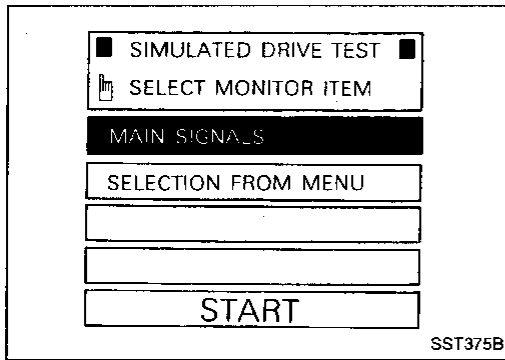 SIMULATED DRIVE TEST
SELECT MONITOR ITEM
MAIN SIGNALS
SELECTION FROM MENU
START
SST375B